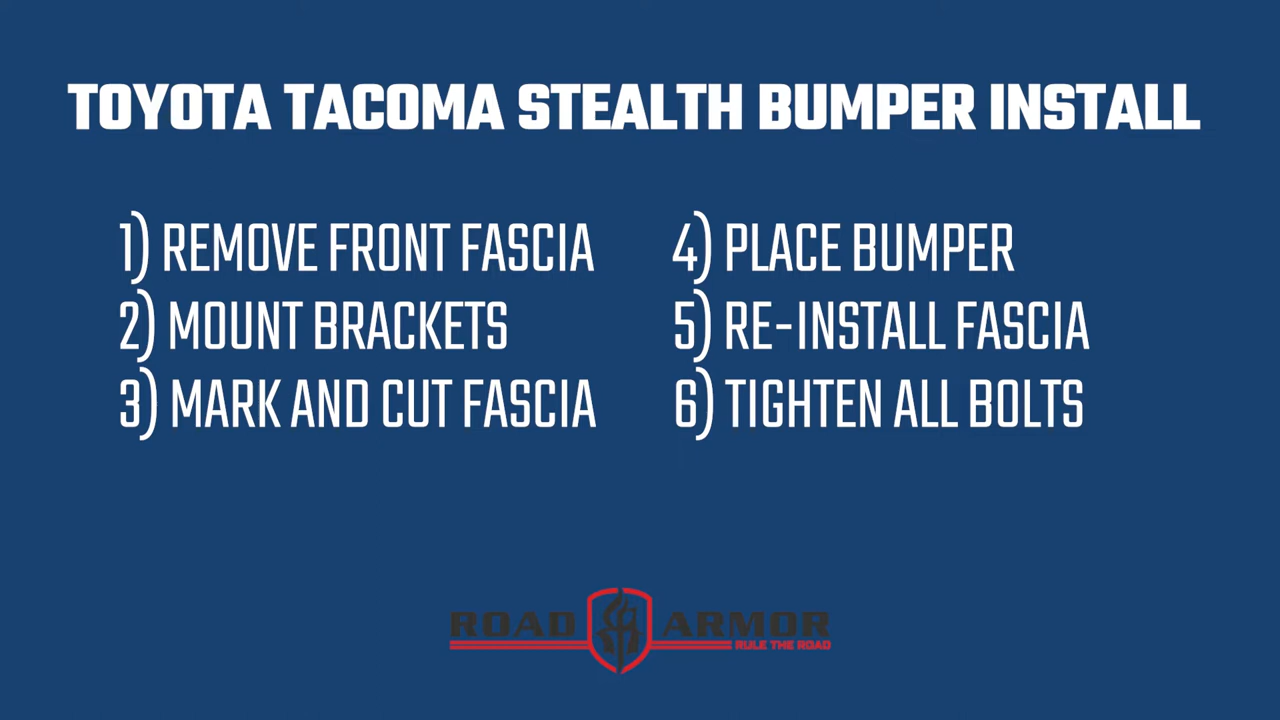 TOYOTA TACOMA STEALTH BUMPER INSTALL
1) REMOVE FRONT FASCIA
2) MOUNT BRACKETS
3) MARK AND CUT FASCIA
4) PLACE BUMPER
5) RE-INSTALL FASCIA
6) TIGHTEN ALL BOLTS
ROAD ARMOR
RULE THE ROAD